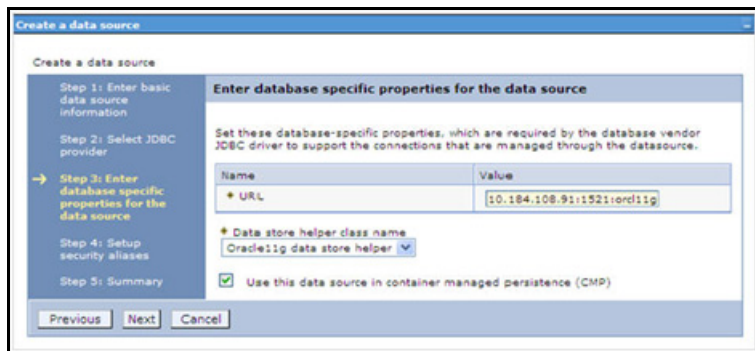 Create a data source
Create a data source
Step 1: Enter basic
data source
information
Step 2: Select JDBC
provider
Step 3: Enter
database specific
properties for the
data source
Step 4: Setup
security aliases
Step 5: Summary
Enter database specific properties for the data source
Set these database-specific properties, which are required by the database vendor
JDBC driver to support the connections that are managed through the datasource.
Name Value
URL 10.184.108.91:1521:orcl11g
Data store helper class name
Oracle11g data store helper
Use this data source in container managed persistence (CMP)
Previous Next Cancel